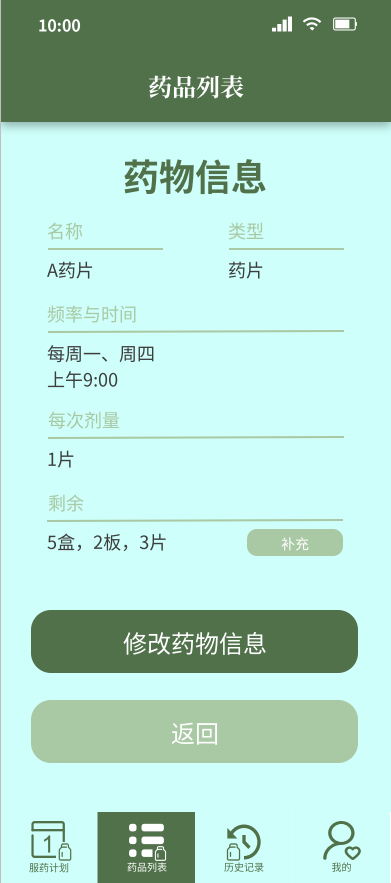 10:00
药品列表
药物信息
名称 类型
A药片 药片
频率与时间
每周一、周四
上午9:00
每次剂量
1片
剩余
5盒，2板，3片 补充
修改药物信息
返回
1
服药计划 药品列表 历史记录 我的